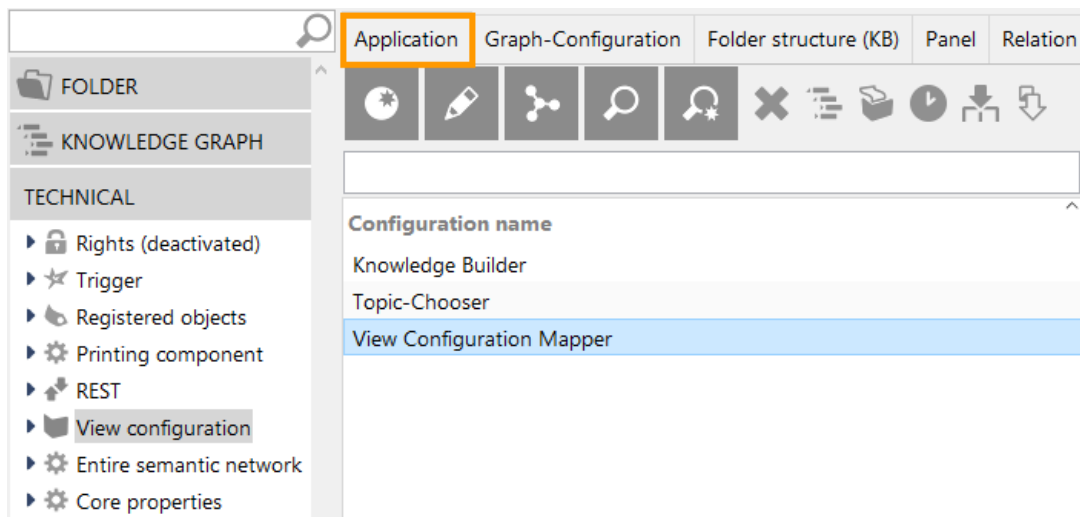 Application Graph-Configuration Folder structure (KB) Panel Relation
FOLDER
KNOWLEDGE GRAPH
TECHNICAL
Rights (deactivated)
Trigger
Registered objects
Printing component
REST
View configuration
Entire semantic network
Core properties
Configuration name
Knowledge Builder
Topic-Chooser
View Configuration Mapper